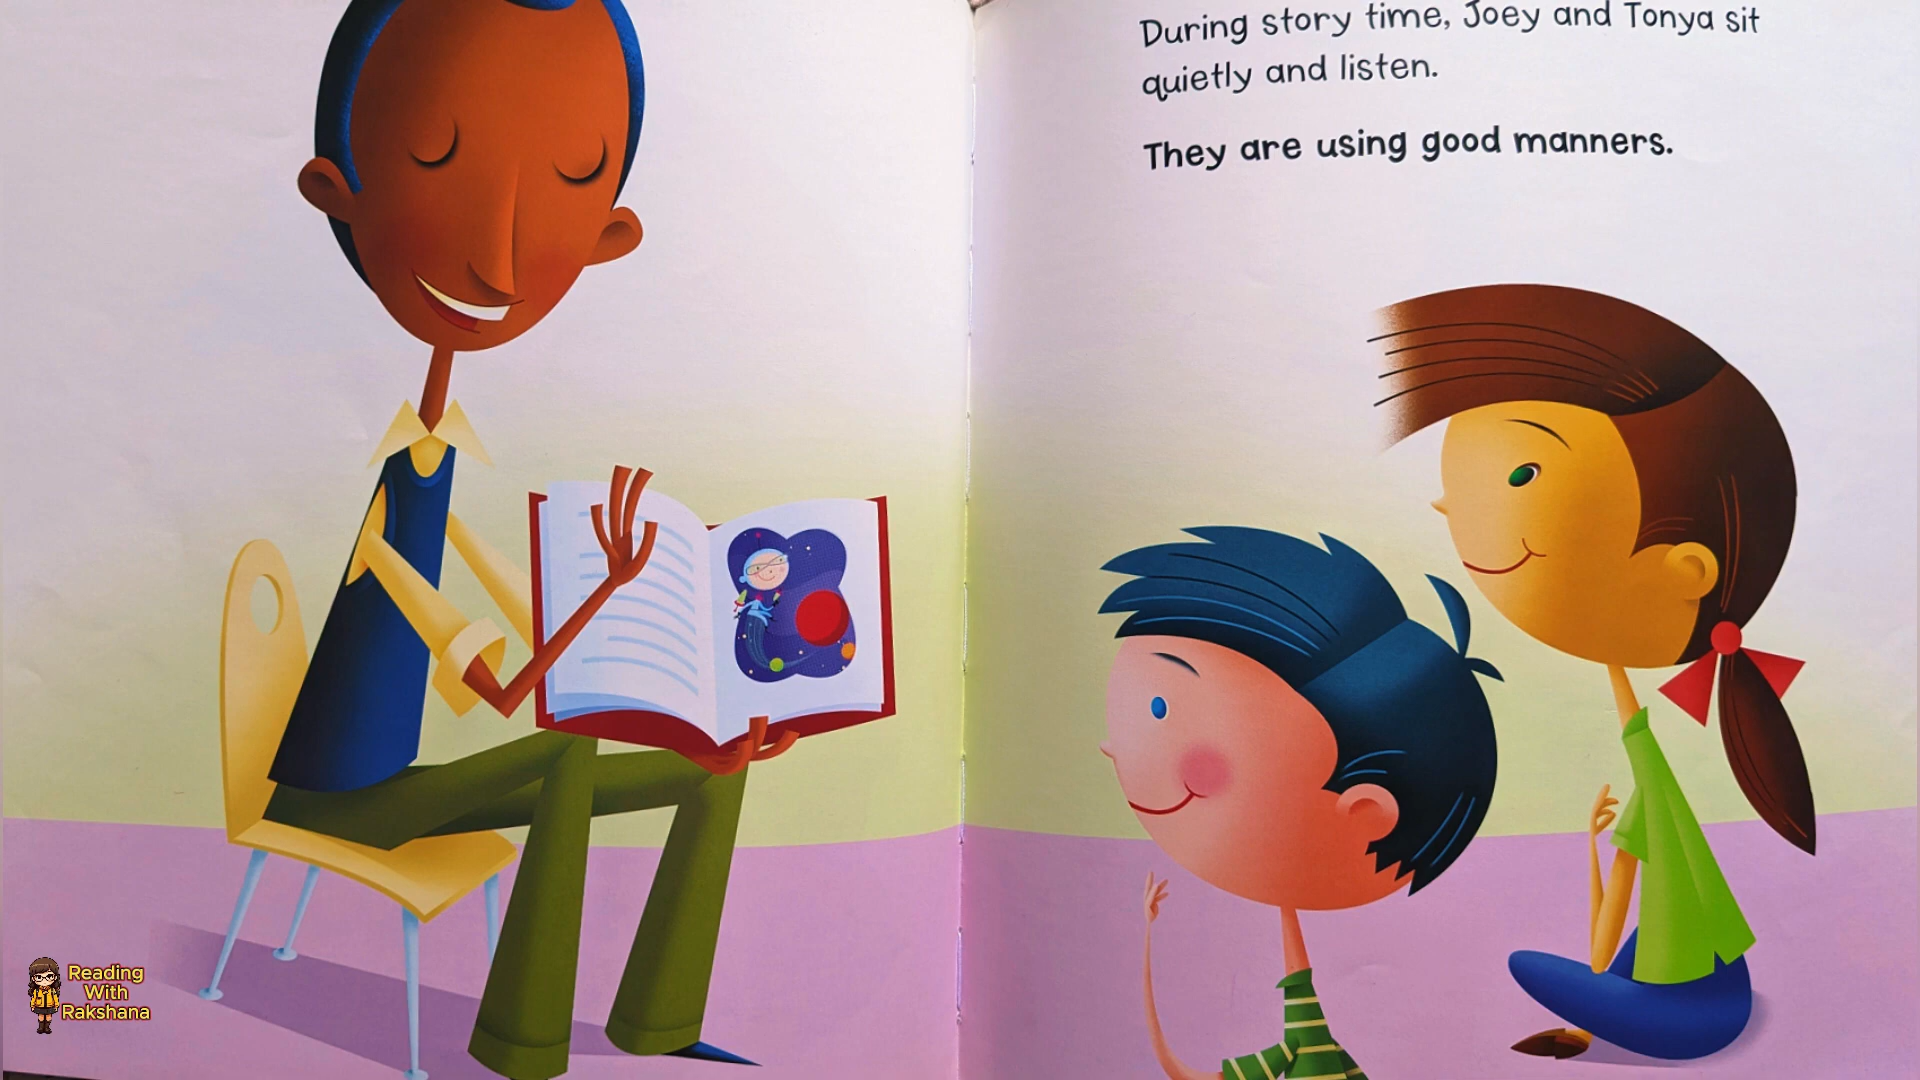 During story time, Joey and Tonya sit
quietly and listen.
They are using good manners.
Reading
With
Rakshana